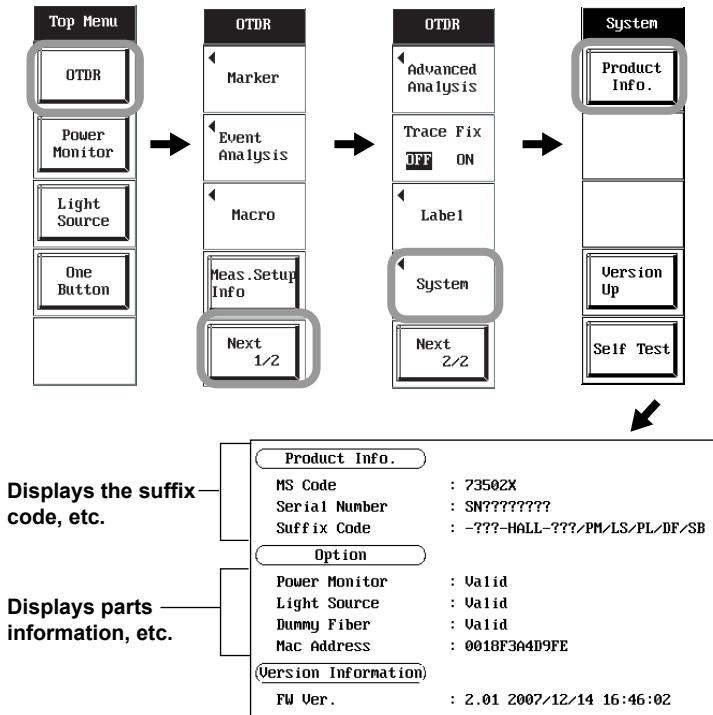 Top Menu
OTDR
Power
Monitor
Light
Source
One
Button
OTDR
Marker
Event
Analysis
Macro
Meas.Setup
Info
Next
1/2
OTDR
Advanced
Analysis
Trace Fix
OFF ON
Label
System
Next
2/2
System
Product
Info.
Version
Up
Self Test
Displays the suffix
code, etc.
Displays parts
information, etc.
Product Info.
MS Code : 73502X
Serial Number : SN????????
Suffix Code : -???-HALL-???/PM/LS/PL/DF/SB
Option
Power Monitor : Valid
Light Source : Valid
Dummy Fiber : Valid
Mac Address : 0018F3A4D9FE
Version Information
FW Ver. : 2.01 2007/12/14 16:46:02